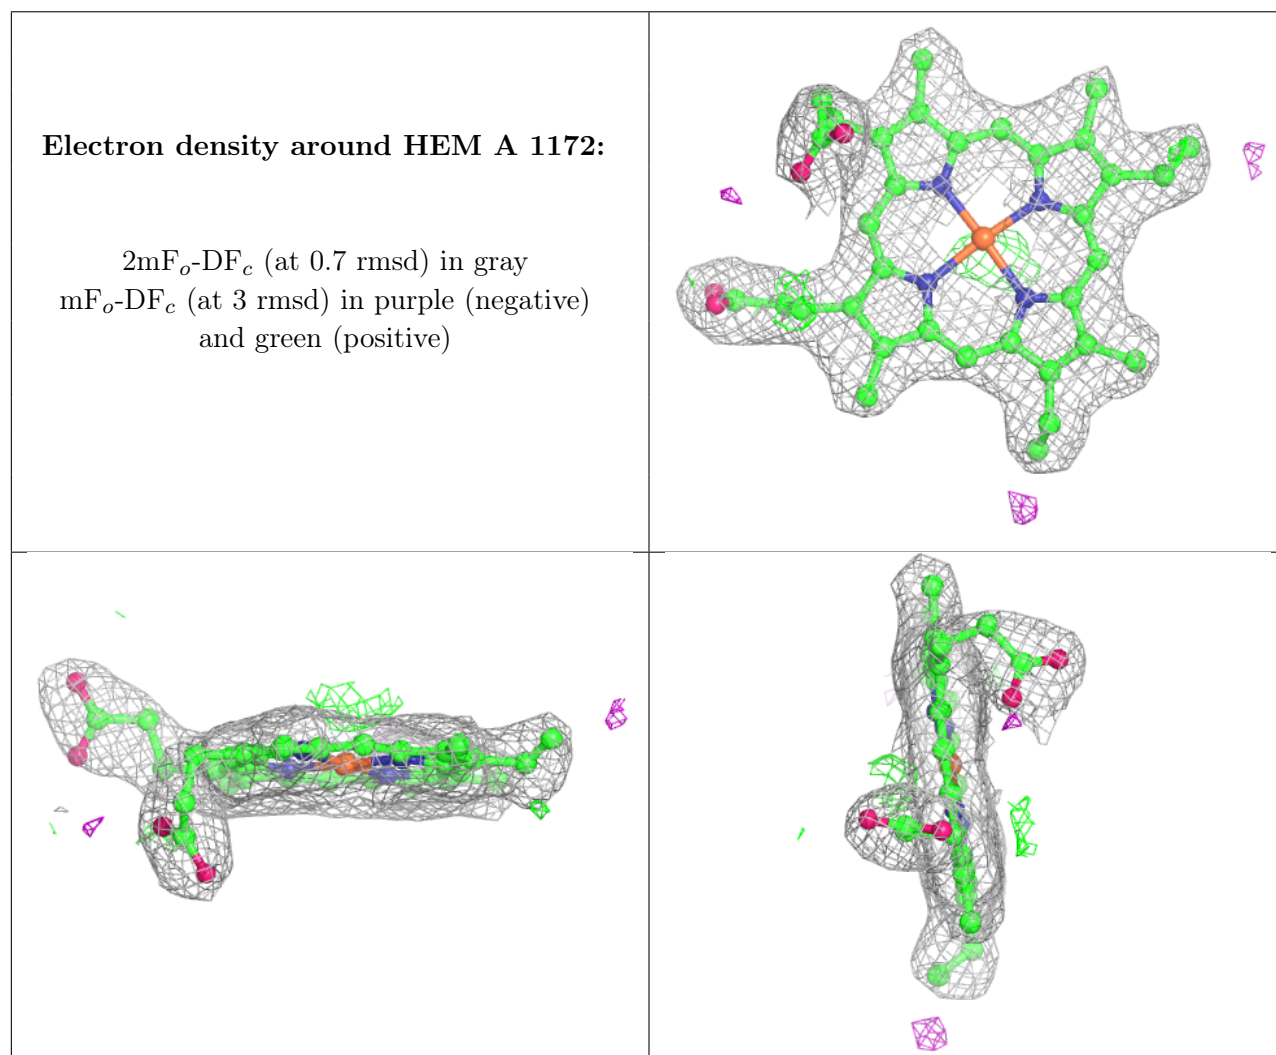 Electron density around HEM A 1172:
2mFo-DFc (at 0.7 rmsd) in gray
mFo-DFc (at 3 rmsd) in purple (negative)
and green (positive)